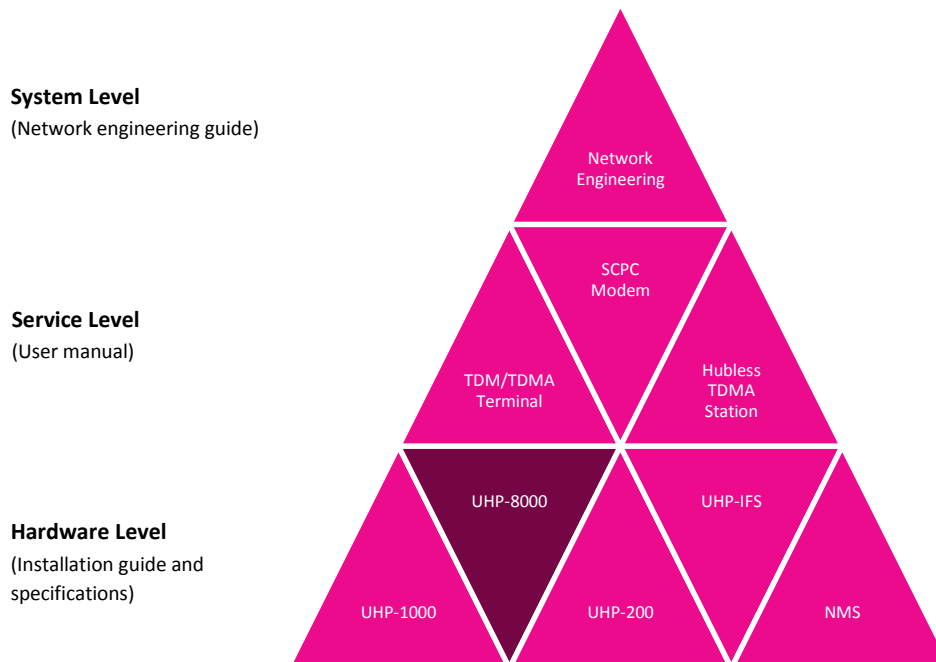 System Level
(Network engineering guide)
Network
Engineering
SCPC
Modem
Service Level
(User manual)
TDM/TDMA
Terminal
Hubless
TDMA
Station
Hardware Level
(Installation guide and
specifications)
UHP-8000
UHP-IFS
UHP-1000
UHP-200
NMS